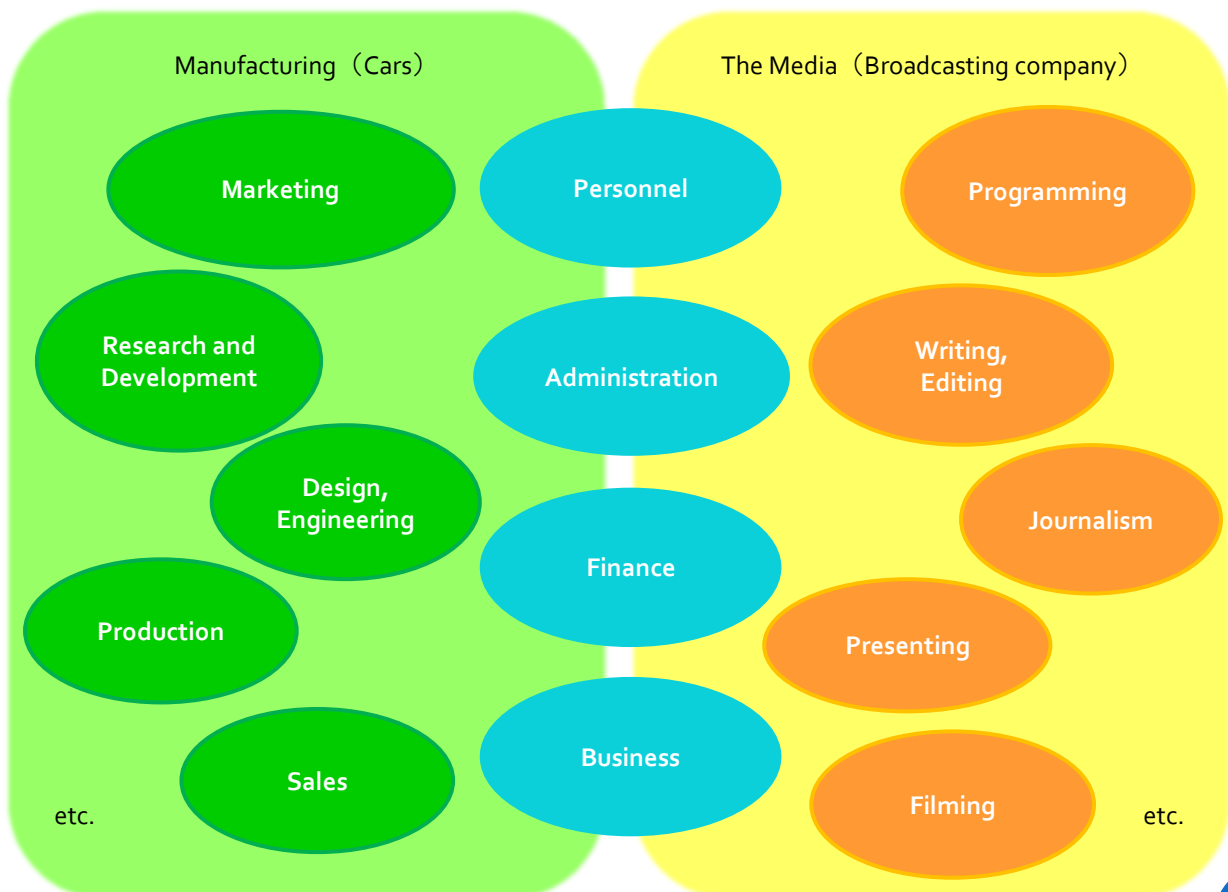 Manufacturing（Cars）
The Media（Broadcasting company）
Marketing
Personnel
Programming
Research and
Development
Administration
Writing,
Editing
Design,
Engineering
Finance
Journalism
Production
Presenting
Sales
Business
Filming
etc.
etc.